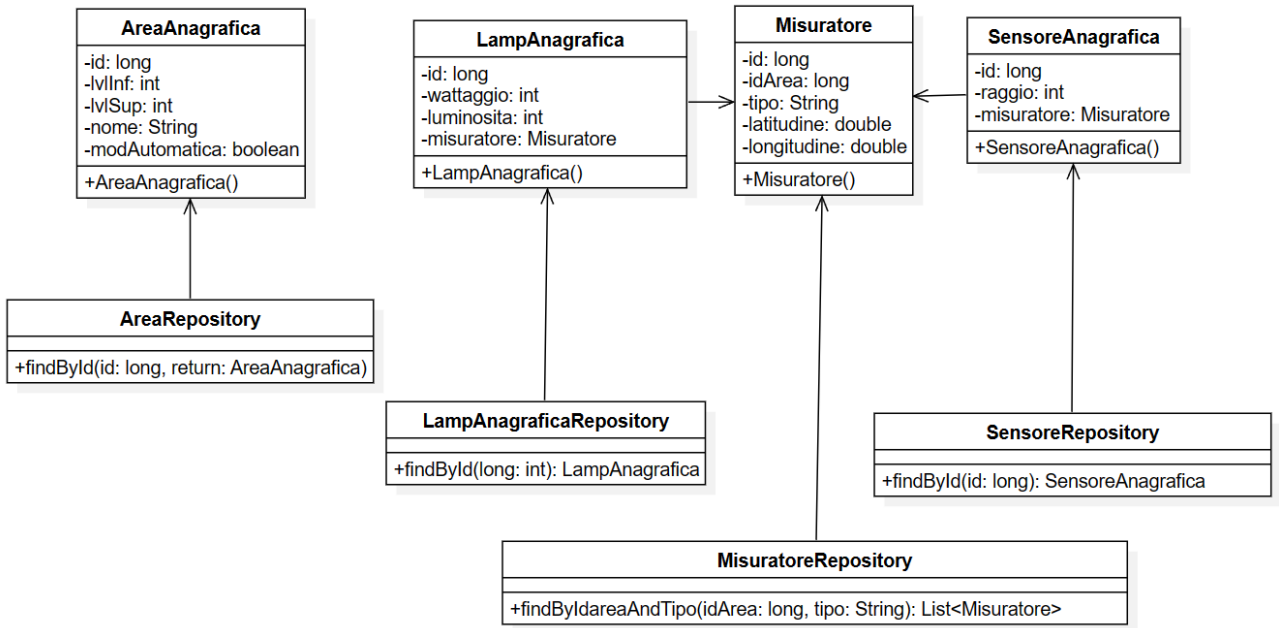 AreaAnagrafica
-id: long
-lvlInf: int
-lvlSup: int
-nome: String
-modAutomatica: boolean
+AreaAnagrafica()
LampAnagrafica
-id: long
-wattaggio: int
-luminosita: int
-misuratore: Misuratore
+LampAnagrafica()
Misuratore
-id: long
-idArea: long
-tipo: String
-latitudine: double
-longitudine: double
+Misuratore()
SensoreAnagrafica
-id: long
-raggio: int
-misuratore: Misuratore
+SensoreAnagrafica()
AreaRepository
+findById(id: long, return: AreaAnagrafica)
LampAnagraficaRepository
+findById(long: int): LampAnagrafica
SensoreRepository
+findById(id: long): SensoreAnagrafica
MisuratoreRepository
+findByIdareaAndTipo(idArea: long, tipo: String): List<Misuratore>